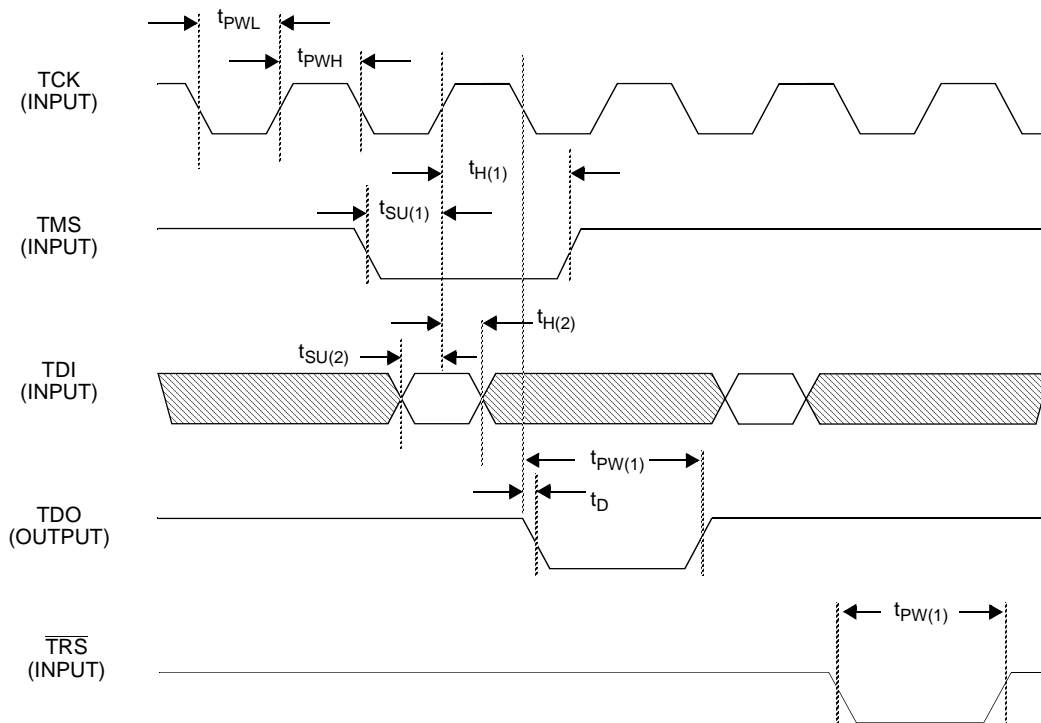 tPWL
tPWH
TCK
(INPUT)
tH(1)
tSU(1)
TMS
(INPUT)
tH(2)
tSU(2)
TDI
(INPUT)
tPW(1)
tD
TDO
(OUTPUT)
tPW(1)
T̅R̅S̅
(INPUT)